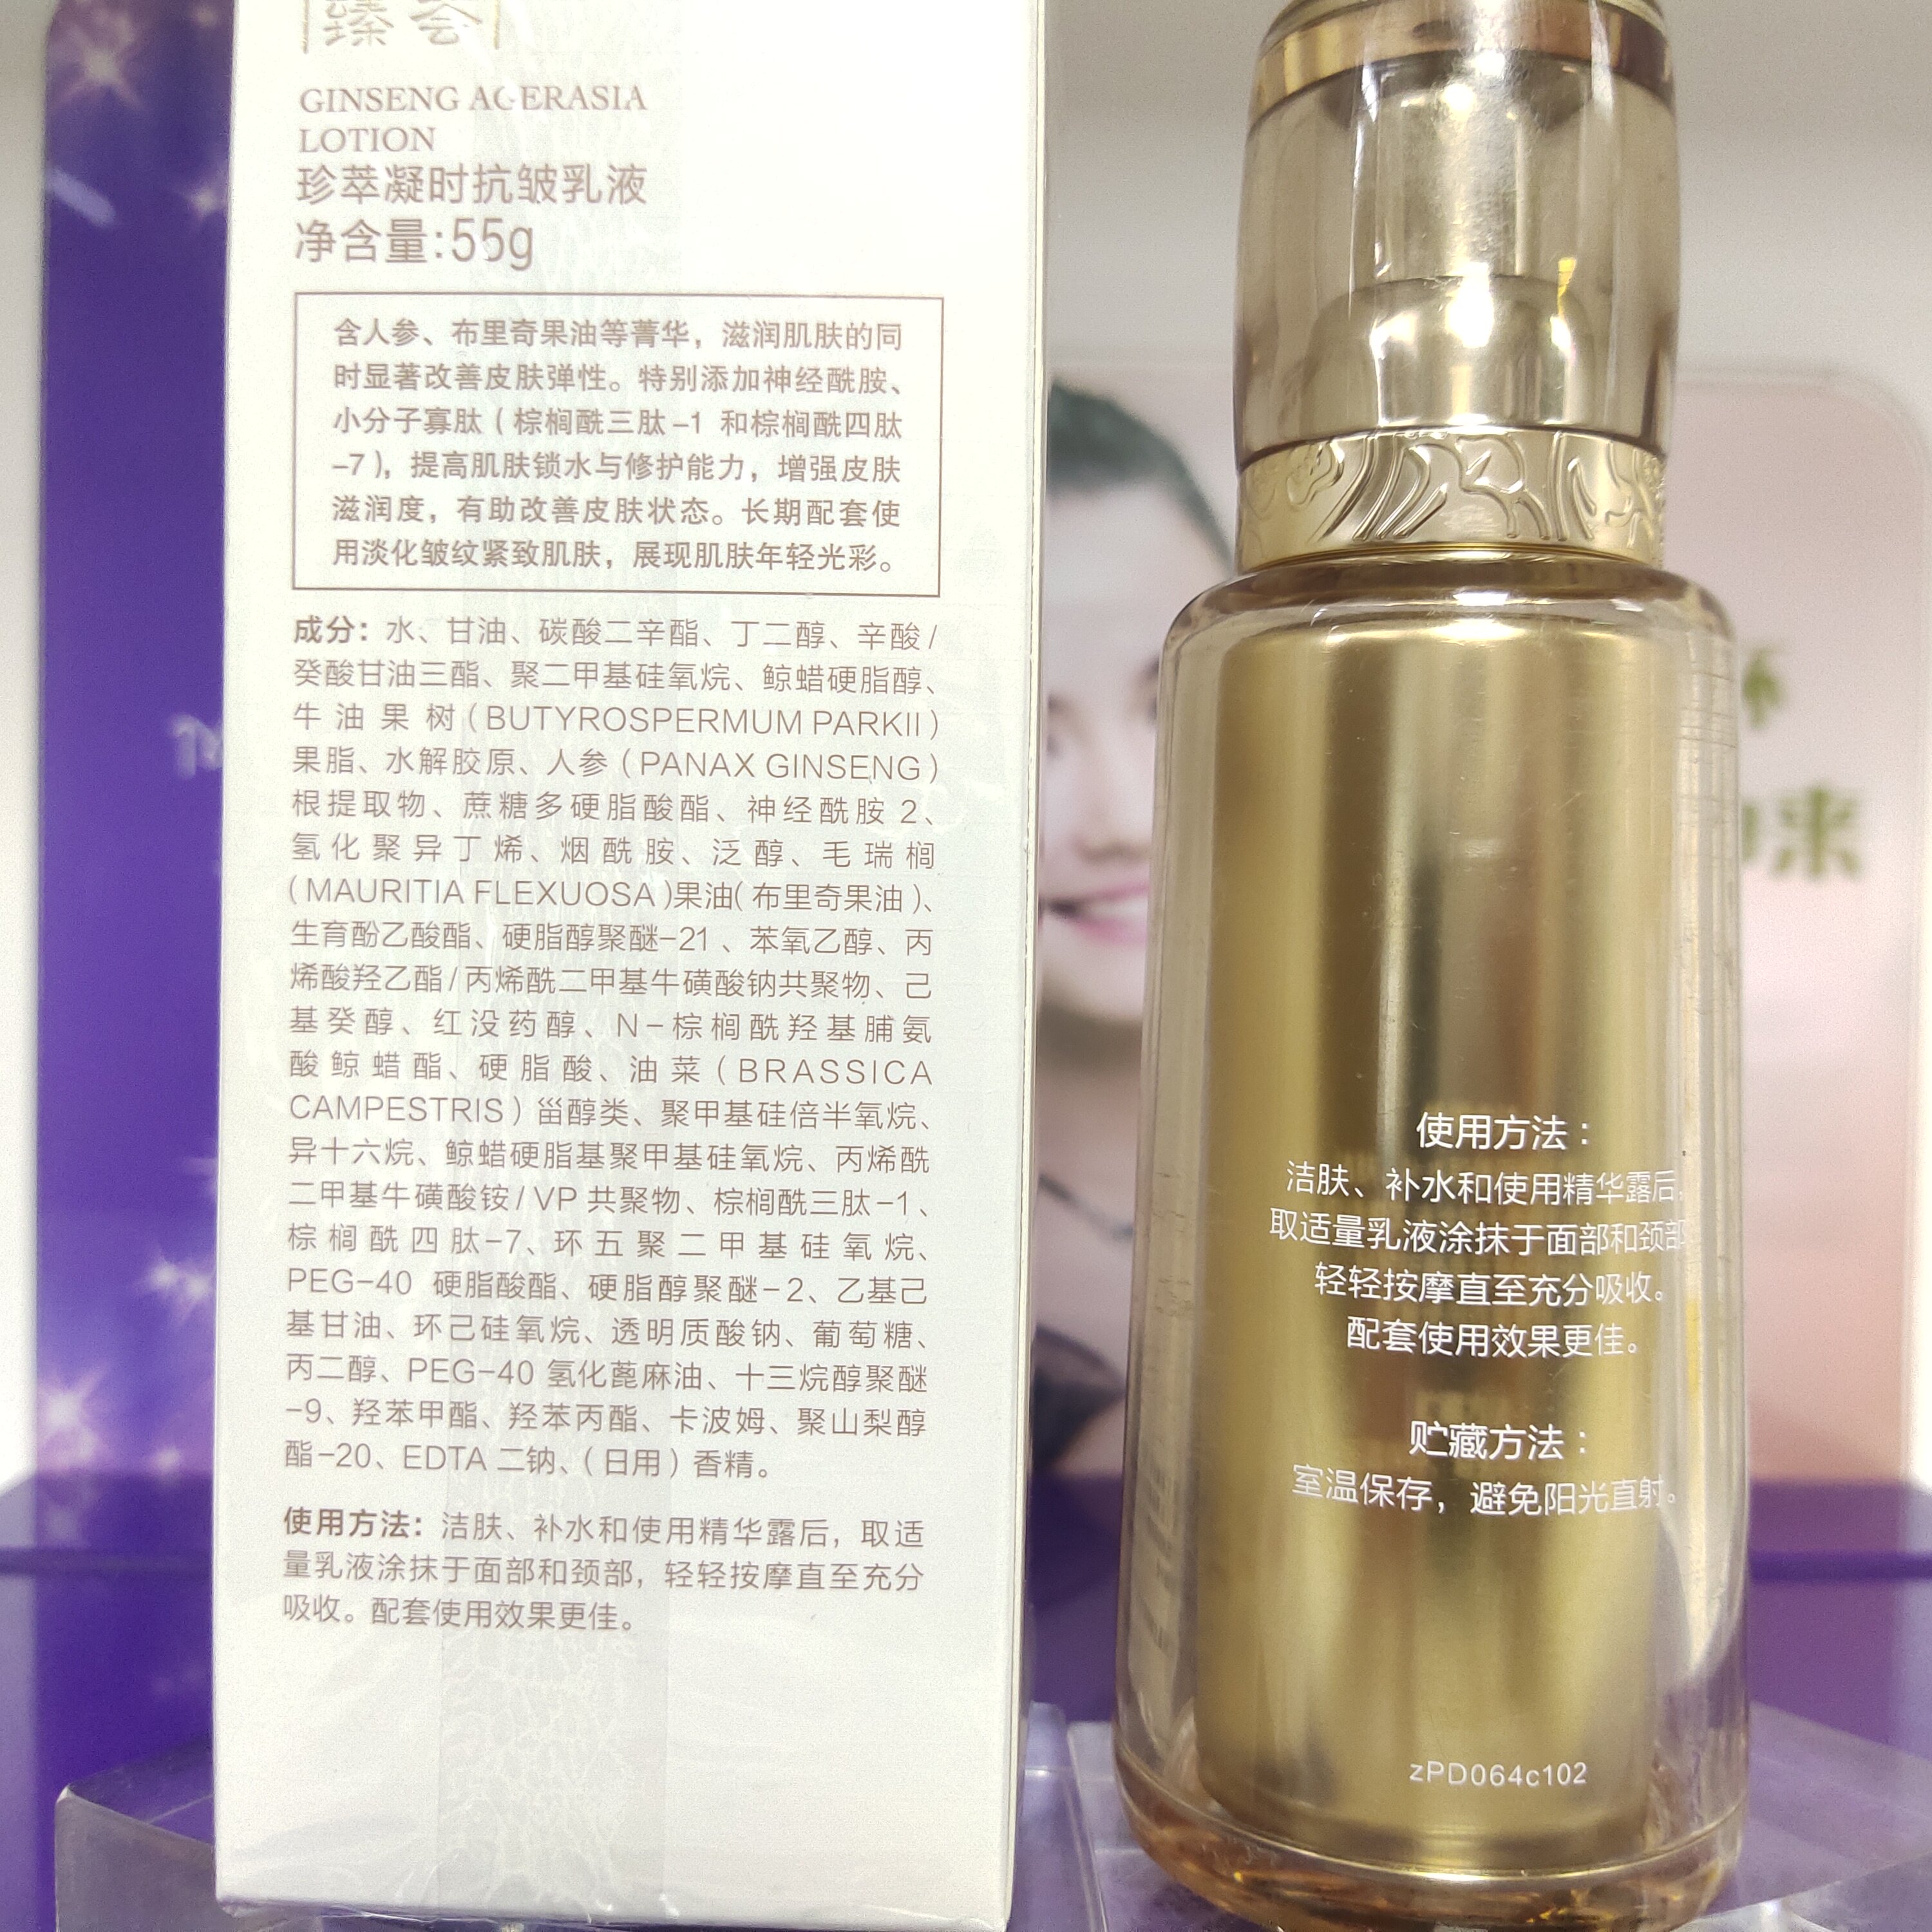 臻荟
GINSENG AGERASIA
LOTION
珍萃凝时抗皱乳液
净含量:55g
含人参、布里奇果油等菁华，滋润肌肤的同
时显著改善皮肤弹性。特别添加神经酰胺、
小分子寡肽（棕榈酰三肽-1 和棕榈酰四肽
-7），提高肌肤锁水与修护能力，增强皮肤
滋润度，有助改善皮肤状态。长期配套使
用淡化皱纹紧致肌肤，展现肌肤年轻光彩。
成分：水、甘油、碳酸二辛酯、丁二醇、辛酸/
癸酸甘油三酯、聚二甲基硅氧烷、鲸蜡硬脂醇、
牛油果树(BUTYROSPERMUM PARKII)
果脂、水解胶原、人参(PANAX GINSENG)
根提取物、蔗糖多硬脂酸酯、神经酰胺 2、
氢化聚异丁烯、烟酰胺、泛醇、毛瑞榈
(MAURITIA FLEXUOSA)果油(布里奇果油)、
生育酚乙酸酯、硬脂醇聚醚-21、苯氧乙醇、丙
烯酸羟乙酯/丙烯酰二甲基牛磺酸钠共聚物、己
基癸醇、红没药醇、N-棕榈酰羟基脯氨
酸鲸蜡酯、硬脂酸、油菜(BRASSICA
CAMPESTRIS)甾醇类、聚甲基硅倍半氧烷、
异十六烷、鲸蜡硬脂基聚甲基硅氧烷、丙烯酰
二甲基牛磺酸铵/VP 共聚物、棕榈酰三肽-1、
棕榈酰四肽-7、环五聚二甲基硅氧烷、
PEG-40 硬脂酸酯、硬脂醇聚醚-2、乙基己
基甘油、环己硅氧烷、透明质酸钠、葡萄糖、
丙二醇、PEG-40 氢化蓖麻油、十三烷醇聚醚
-9、羟苯甲酯、羟苯丙酯、卡波姆、聚山梨醇
酯-20、EDTA 二钠、(日用)香精。
使用方法：洁肤、补水和使用精华露后，取适
量乳液涂抹于面部和颈部，轻轻按摩直至充分
吸收。配套使用效果更佳。
使用方法：
洁肤、补水和使用精华露后，
取适量乳液涂抹于面部和颈部
轻轻按摩直至充分吸收。
配套使用效果更佳。
贮藏方法：
室温保存，避免阳光直射。
zPD064c102
来